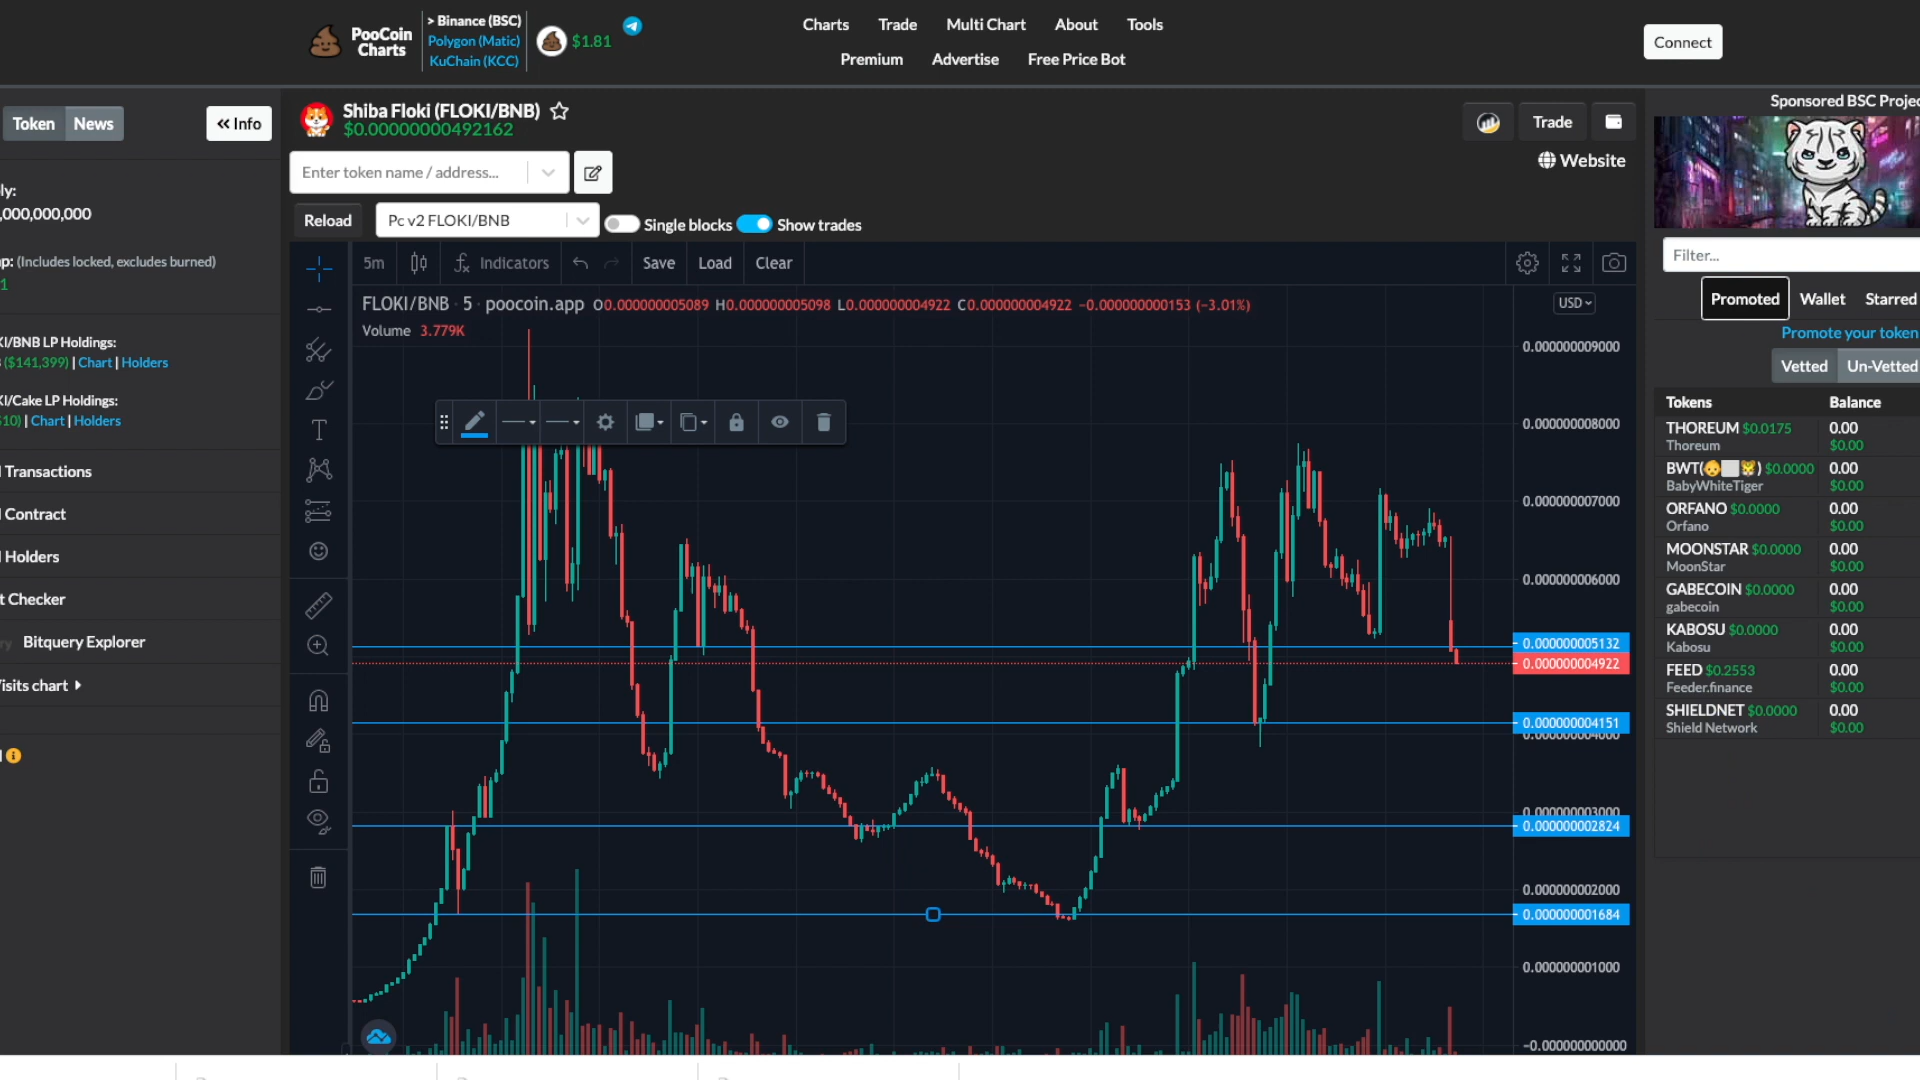 PooCoin
Charts
> Binance (BSC)
Polygon (Matic)
KuChain (KCC)
$1.81
Charts Trade Multi Chart About Tools
Premium Advertise Free Price Bot
Connect
Token News
Info
ly:
,000,000,000
p: (Includes locked, excludes burned)
1
KI/BNB LP Holdings:
($141,399) | Chart | Holders
KI/Cake LP Holdings:
10) | Chart | Holders
Transactions
Contract
Holders
t Checker
Bitquery Explorer
isits chart
Shiba Floki (FLOKI/BNB)
$0.00000000492162
Trade
Website
Enter token name / address...
Reload
Pc v2 FLOKI/BNB
Single blocks
Show trades
5m
Indicators
Save
Load
Clear
FLOKI/BNB · 5 · poocoin.app O0.000000005089 H0.000000005098 L0.000000004922 C0.000000004922 −0.000000000153 (−3.01%)
Volume 3.779K
USD
0.000000009000
0.000000008000
0.000000007000
0.000000006000
0.000000005132
0.000000004922
0.000000004151
0.000000004000
0.000000003000
0.000000002824
0.000000002000
0.000000001684
0.000000001000
-0.000000000000
Sponsored BSC Projec
Filter...
Promoted Wallet Starred
Promote your token
Vetted Un-Vetted
Tokens Balance
THOREUM $0.0175 0.00
Thoreum $0.00
BWT(👶⬜🐯) $0.0000 0.00
BabyWhiteTiger $0.00
ORFANO $0.0000 0.00
Orfano $0.00
MOONSTAR $0.0000 0.00
MoonStar $0.00
GABECOIN $0.0000 0.00
gabecoin $0.00
KABOSU $0.0000 0.00
Kabosu $0.00
FEED $0.2553 0.00
Feeder.finance $0.00
SHIELDNET $0.0000 0.00
Shield Network $0.00